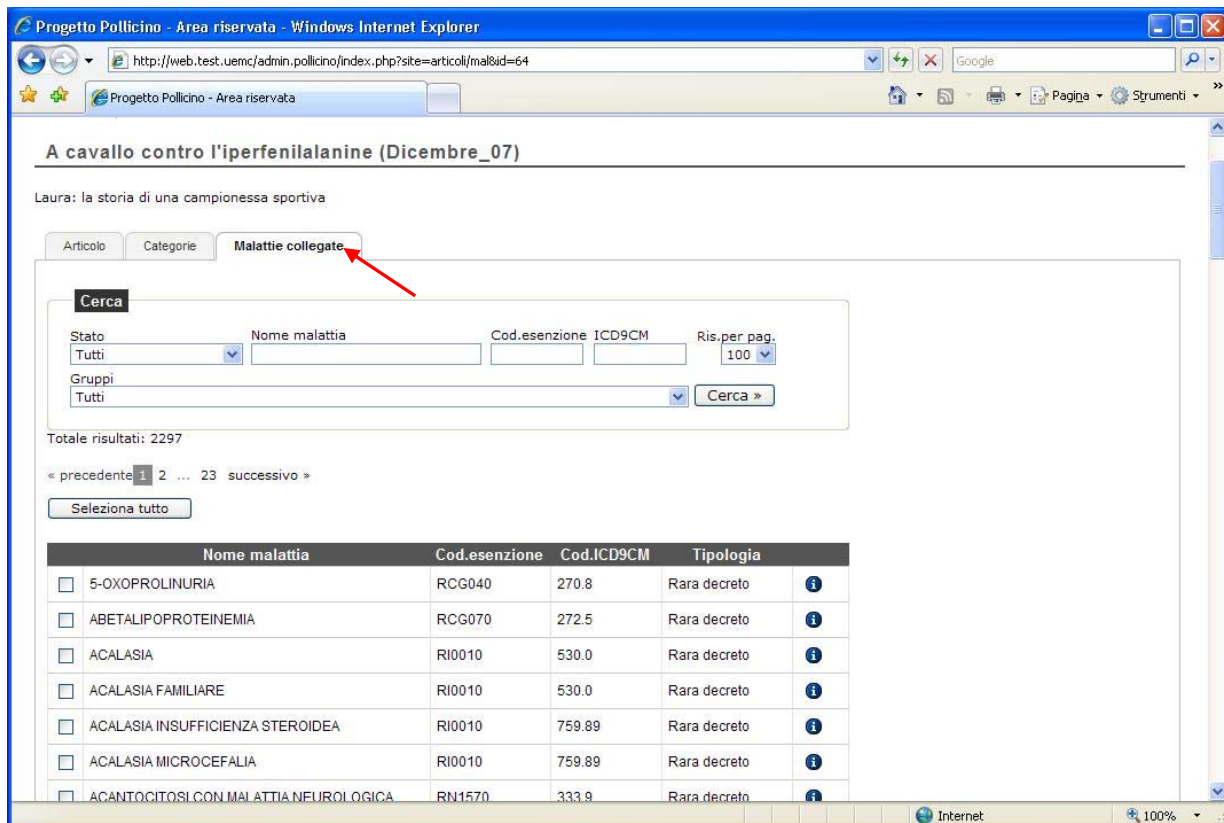 Progetto Pollicino - Area riservata - Windows Internet Explorer
http://web.test.uemc/admin.pollicino/index.php?site=articoli/mal&id=64
Google
Progetto Pollicino - Area riservata
Pagina
Strumenti
»
A cavallo contro l'iperfenilalanine (Dicembre_07)
Laura: la storia di una campionessa sportiva
Articolo Categorie Malattie collegate
Cerca
Stato Nome malattia Cod.esenzione ICD9CM Ris.per pag.
Tutti 100
Gruppi
Tutti Cerca »
Totale risultati: 2297
« precedente 1 2 ... 23 successivo »
Seleziona tutto
Nome malattia Cod.esenzione Cod.ICD9CM Tipologia
5-OXOPROLINURIA RCG040 270.8 Rara decreto
ABETALIPOPROTEINEMIA RCG070 272.5 Rara decreto
ACALASIA RI0010 530.0 Rara decreto
ACALASIA FAMILIARE RI0010 530.0 Rara decreto
ACALASIA INSUFFICIENZA STEROIDEA RI0010 759.89 Rara decreto
ACALASIA MICROCEFALIA RI0010 759.89 Rara decreto
ACANTOCITOSI CON MALATTIA NEUROLOGICA RN1570 333.9 Rara decreto
Internet 100%